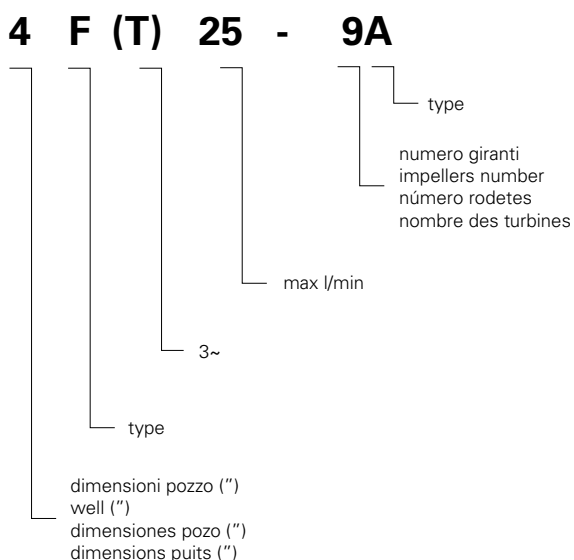 4 F (T) 25 - 9A
type
numero giranti
impellers number
número rodetes
nombre des turbines
max l/min
3~
type
dimensioni pozzo (”)
well (”)
dimensiones pozo (”)
dimensions puits (”)